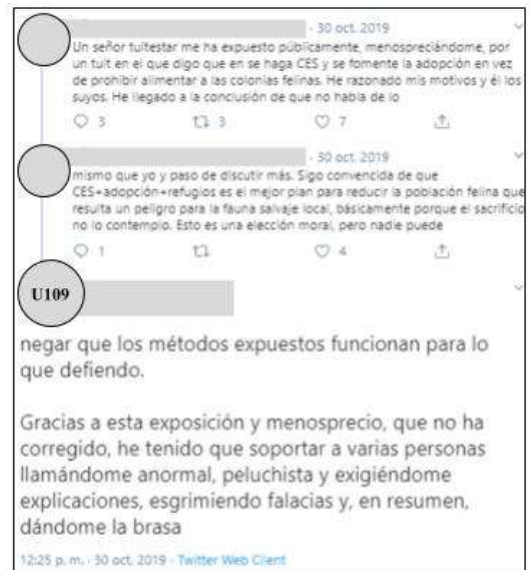 · 30 oct. 2019
Un señor tuitestar me ha expuesto públicamente, menospreciándome, por
un tuit en el que digo que en se haga CES y se fomente la adopción en vez
de prohibir alimentar a las colonias felinas. He razonado mis motivos y él los
suyos. He llegado a la conclusión de que no habla de lo
3 3 7
· 30 oct. 2019
mismo que yo y paso de discutir más. Sigo convencida de que
CES+adopción+refugios es el mejor plan para reducir la población felina que
resulta un peligro para la fauna salvaje local, básicamente porque el sacrificio
no lo contemplo. Esto es una elección moral, pero nadie puede
1 4
U109
negar que los métodos expuestos funcionan para lo
que defiendo.
Gracias a esta exposición y menosprecio, que no ha
corregido, he tenido que soportar a varias personas
llamándome anormal, peluchista y exigiéndome
explicaciones, esgrimiendo falacias y, en resumen,
dándome la brasa
12:25 p. m. · 30 oct. 2019 · Twitter Web Client